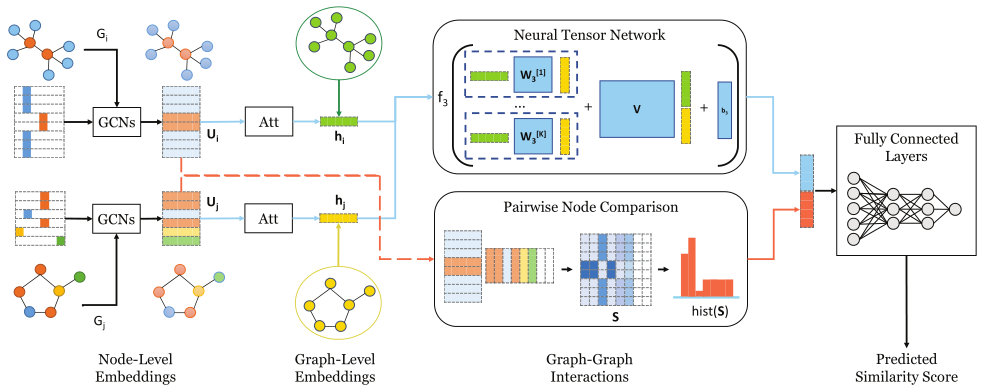 G_i
GCNs
U_i
Att
h_i
Neural Tensor Network
f_3
W_3^[1]
...
W_3^[K]
+
V
+
b_3
Fully Connected
Layers
G_j
GCNs
U_j
Att
h_j
Pairwise Node Comparison
S
hist(S)
Node-Level
Embeddings
Graph-Level
Embeddings
Graph-Graph
Interactions
Predicted
Similarity Score